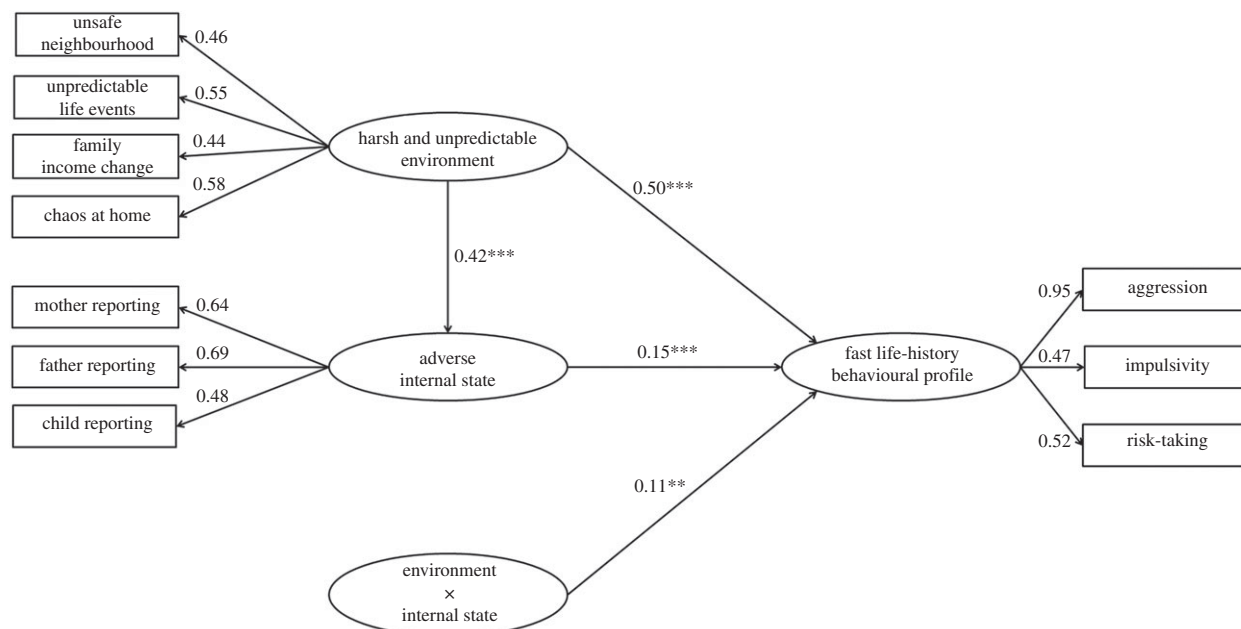 unsafe
neighbourhood
0.46
unpredictable
life events
0.55
family
income change
0.44
chaos at home
0.58
harsh and unpredictable
environment
0.50***
0.42***
mother reporting
0.64
father reporting
0.69
child reporting
0.48
adverse
internal state
0.15***
fast life-history
behavioural profile
0.95
aggression
0.47
impulsivity
0.52
risk-taking
0.11**
environment
×
internal state